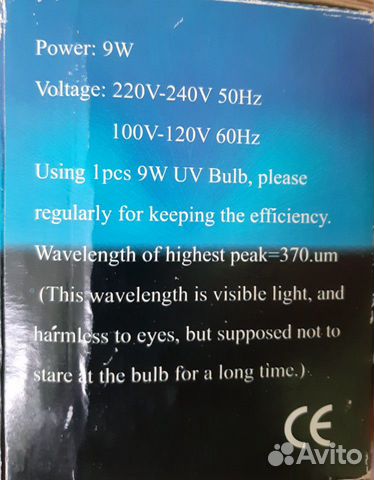 Power: 9W
Voltage: 220V-240V 50Hz
100V-120V 60Hz
Using 1pcs 9W UV Bulb, please
regularly for keeping the efficiency.
Wavelength of highest peak=370.um
(This wavelength is visible light, and
harmless to eyes, but supposed not to
stare at the bulb for a long time.)
CE
Avito